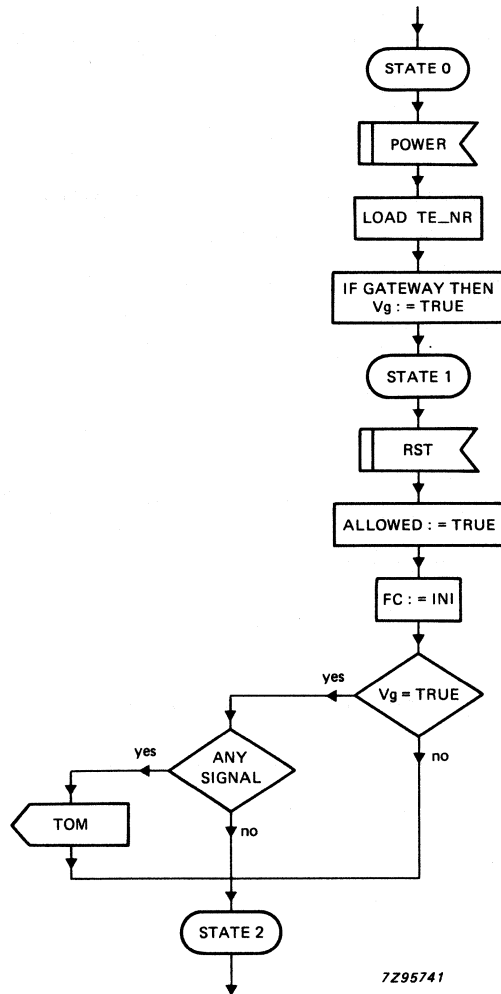 STATE 0
POWER
LOAD TE_NR
IF GATEWAY THEN
Vg : = TRUE
STATE 1
RST
ALLOWED : = TRUE
FC : = INI
Vg = TRUE
yes
no
ANY
SIGNAL
yes
no
TOM
STATE 2
7Z95741